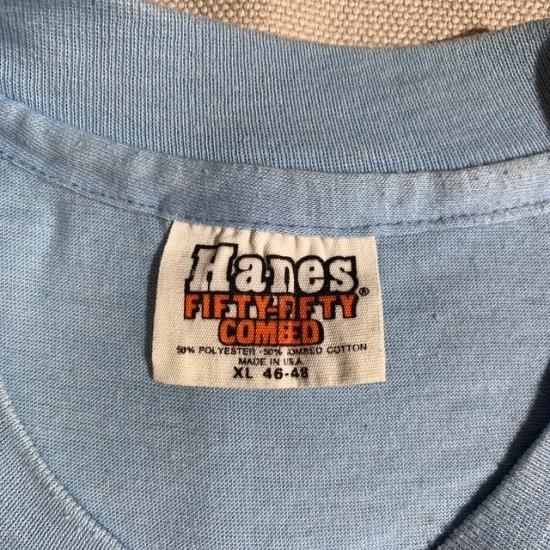 Hanes®
FIFTY-FIFTY
COMBED
50% POLYESTER · 50% COMBED COTTON
MADE IN U.S.A.
XL 46-48